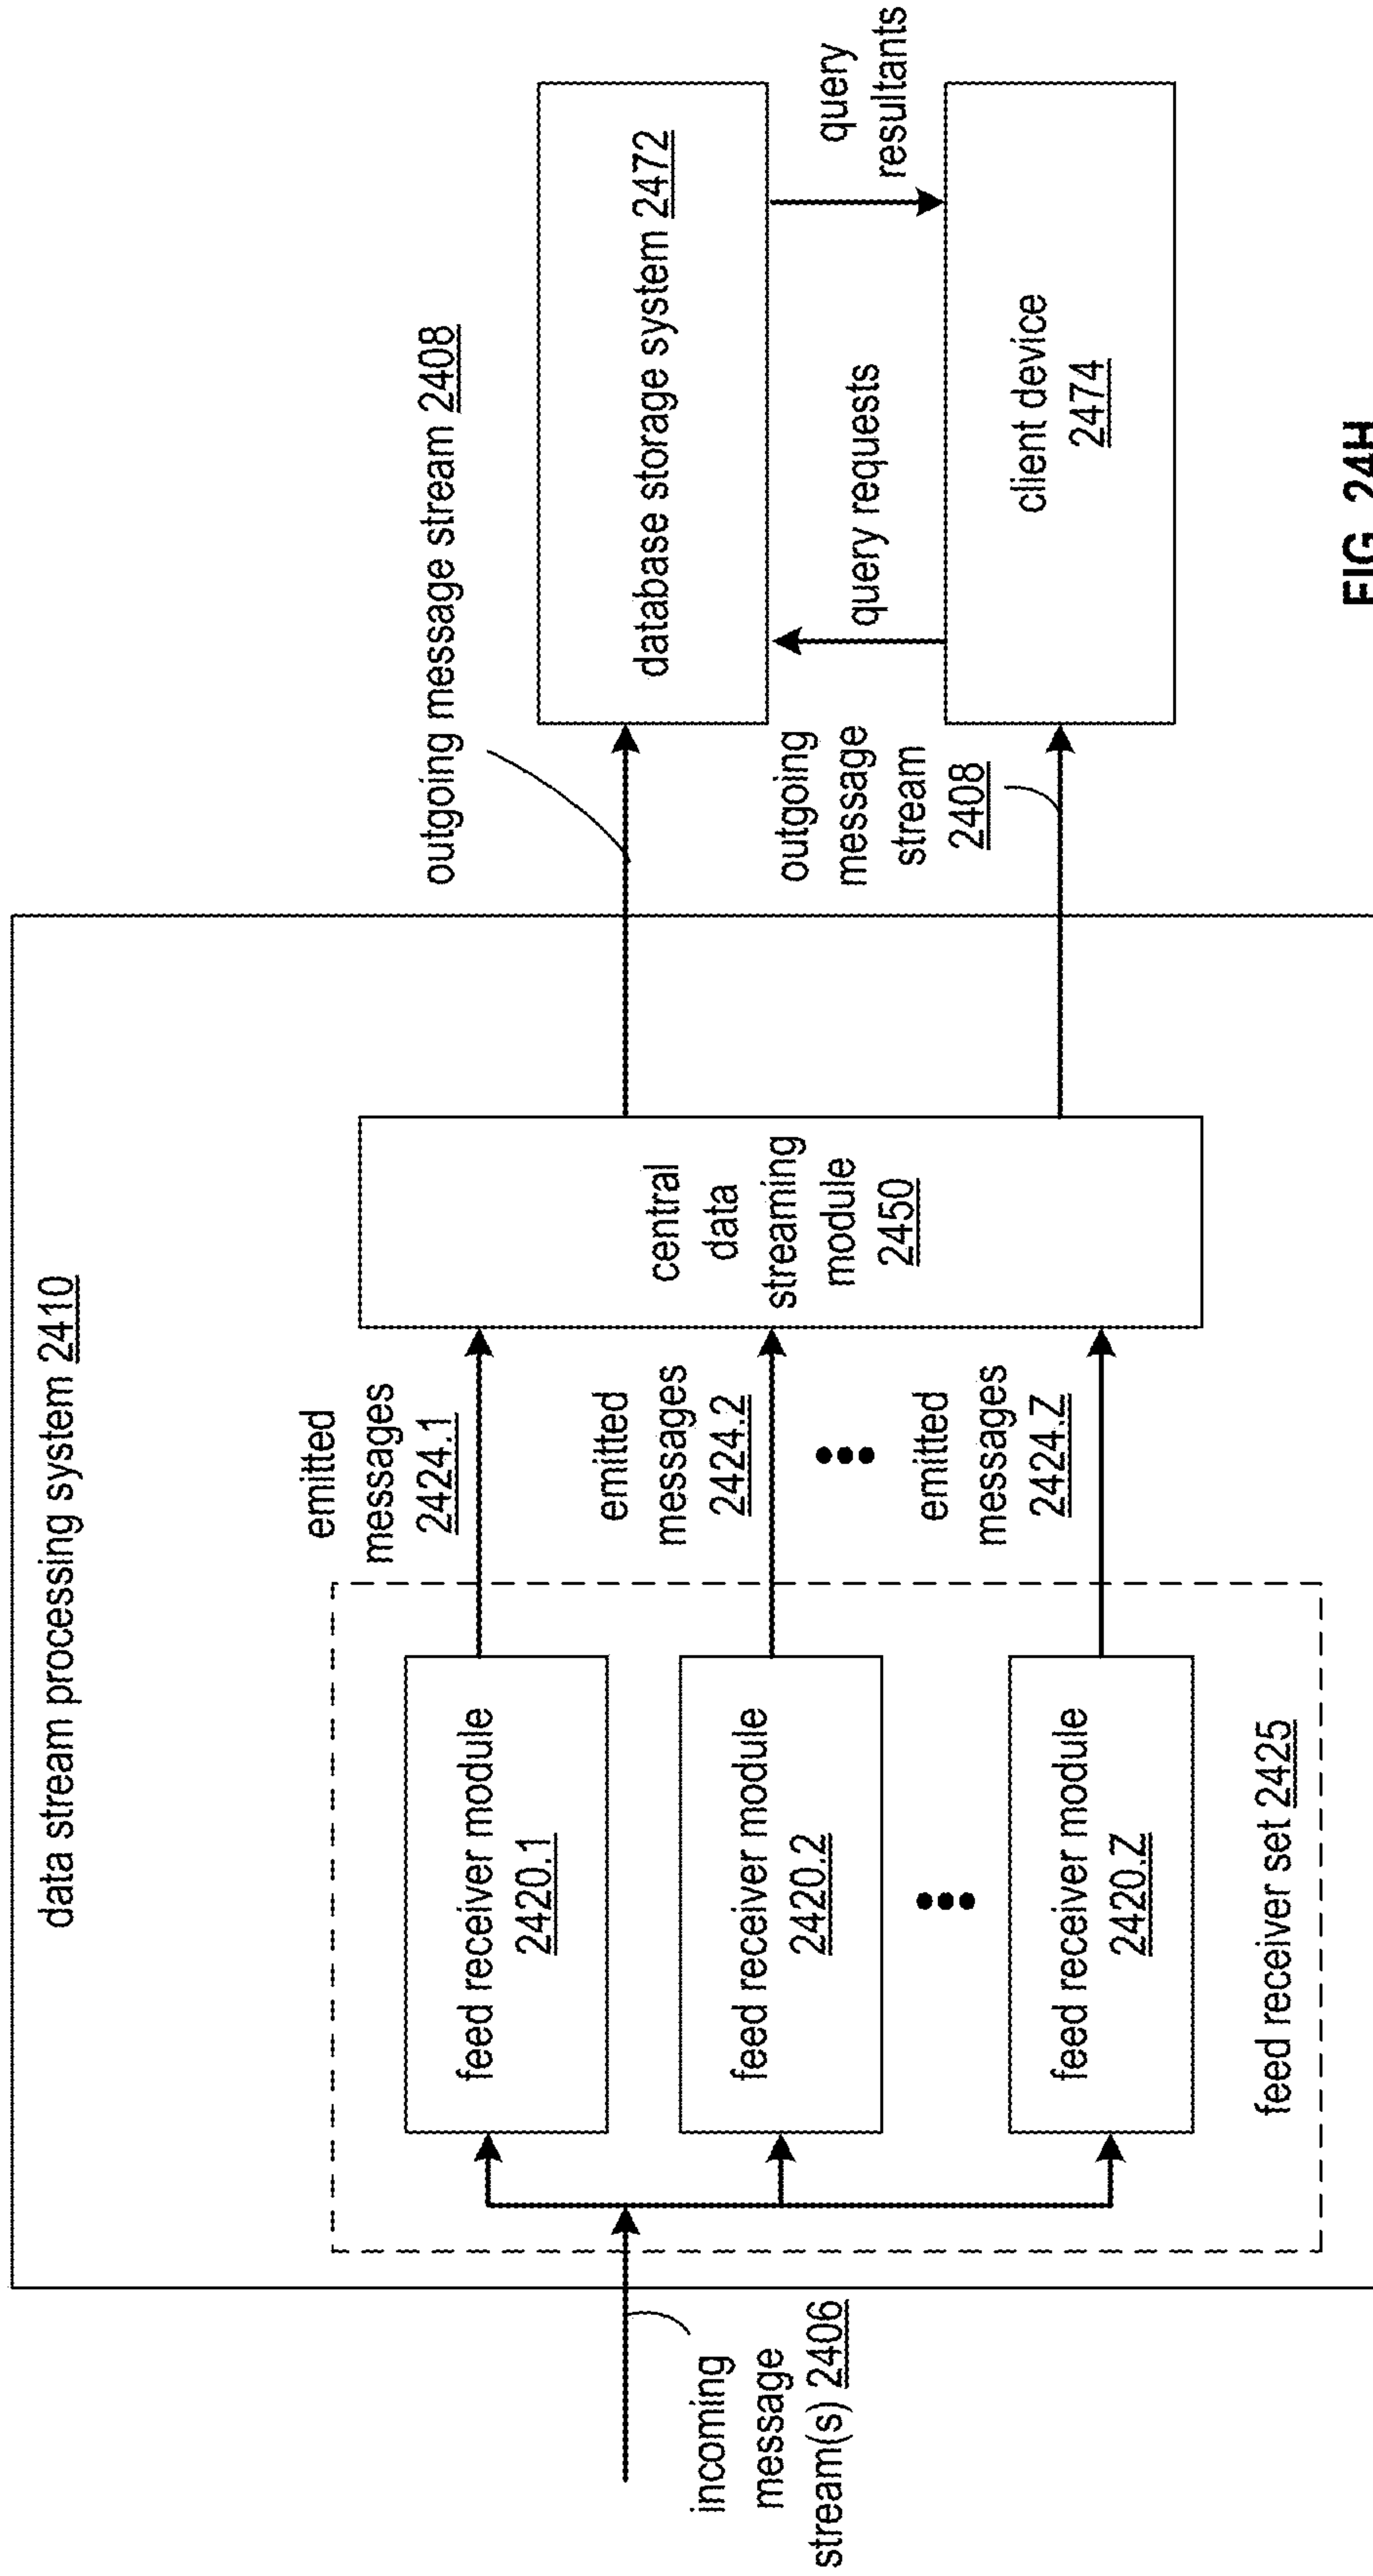 data stream processing system 2410
incoming
message
stream(s) 2406
feed receiver module
2420.1
feed receiver module
2420.2
feed receiver module
2420.Z
feed receiver set 2425
emitted
messages
2424.1
emitted
messages
2424.2
emitted
messages
2424.Z
central
data
streaming
module
2450
outgoing message stream 2408
outgoing
message
stream
2408
database storage system 2472
query requests
query
resultants
client device
2474
FIG. 24H